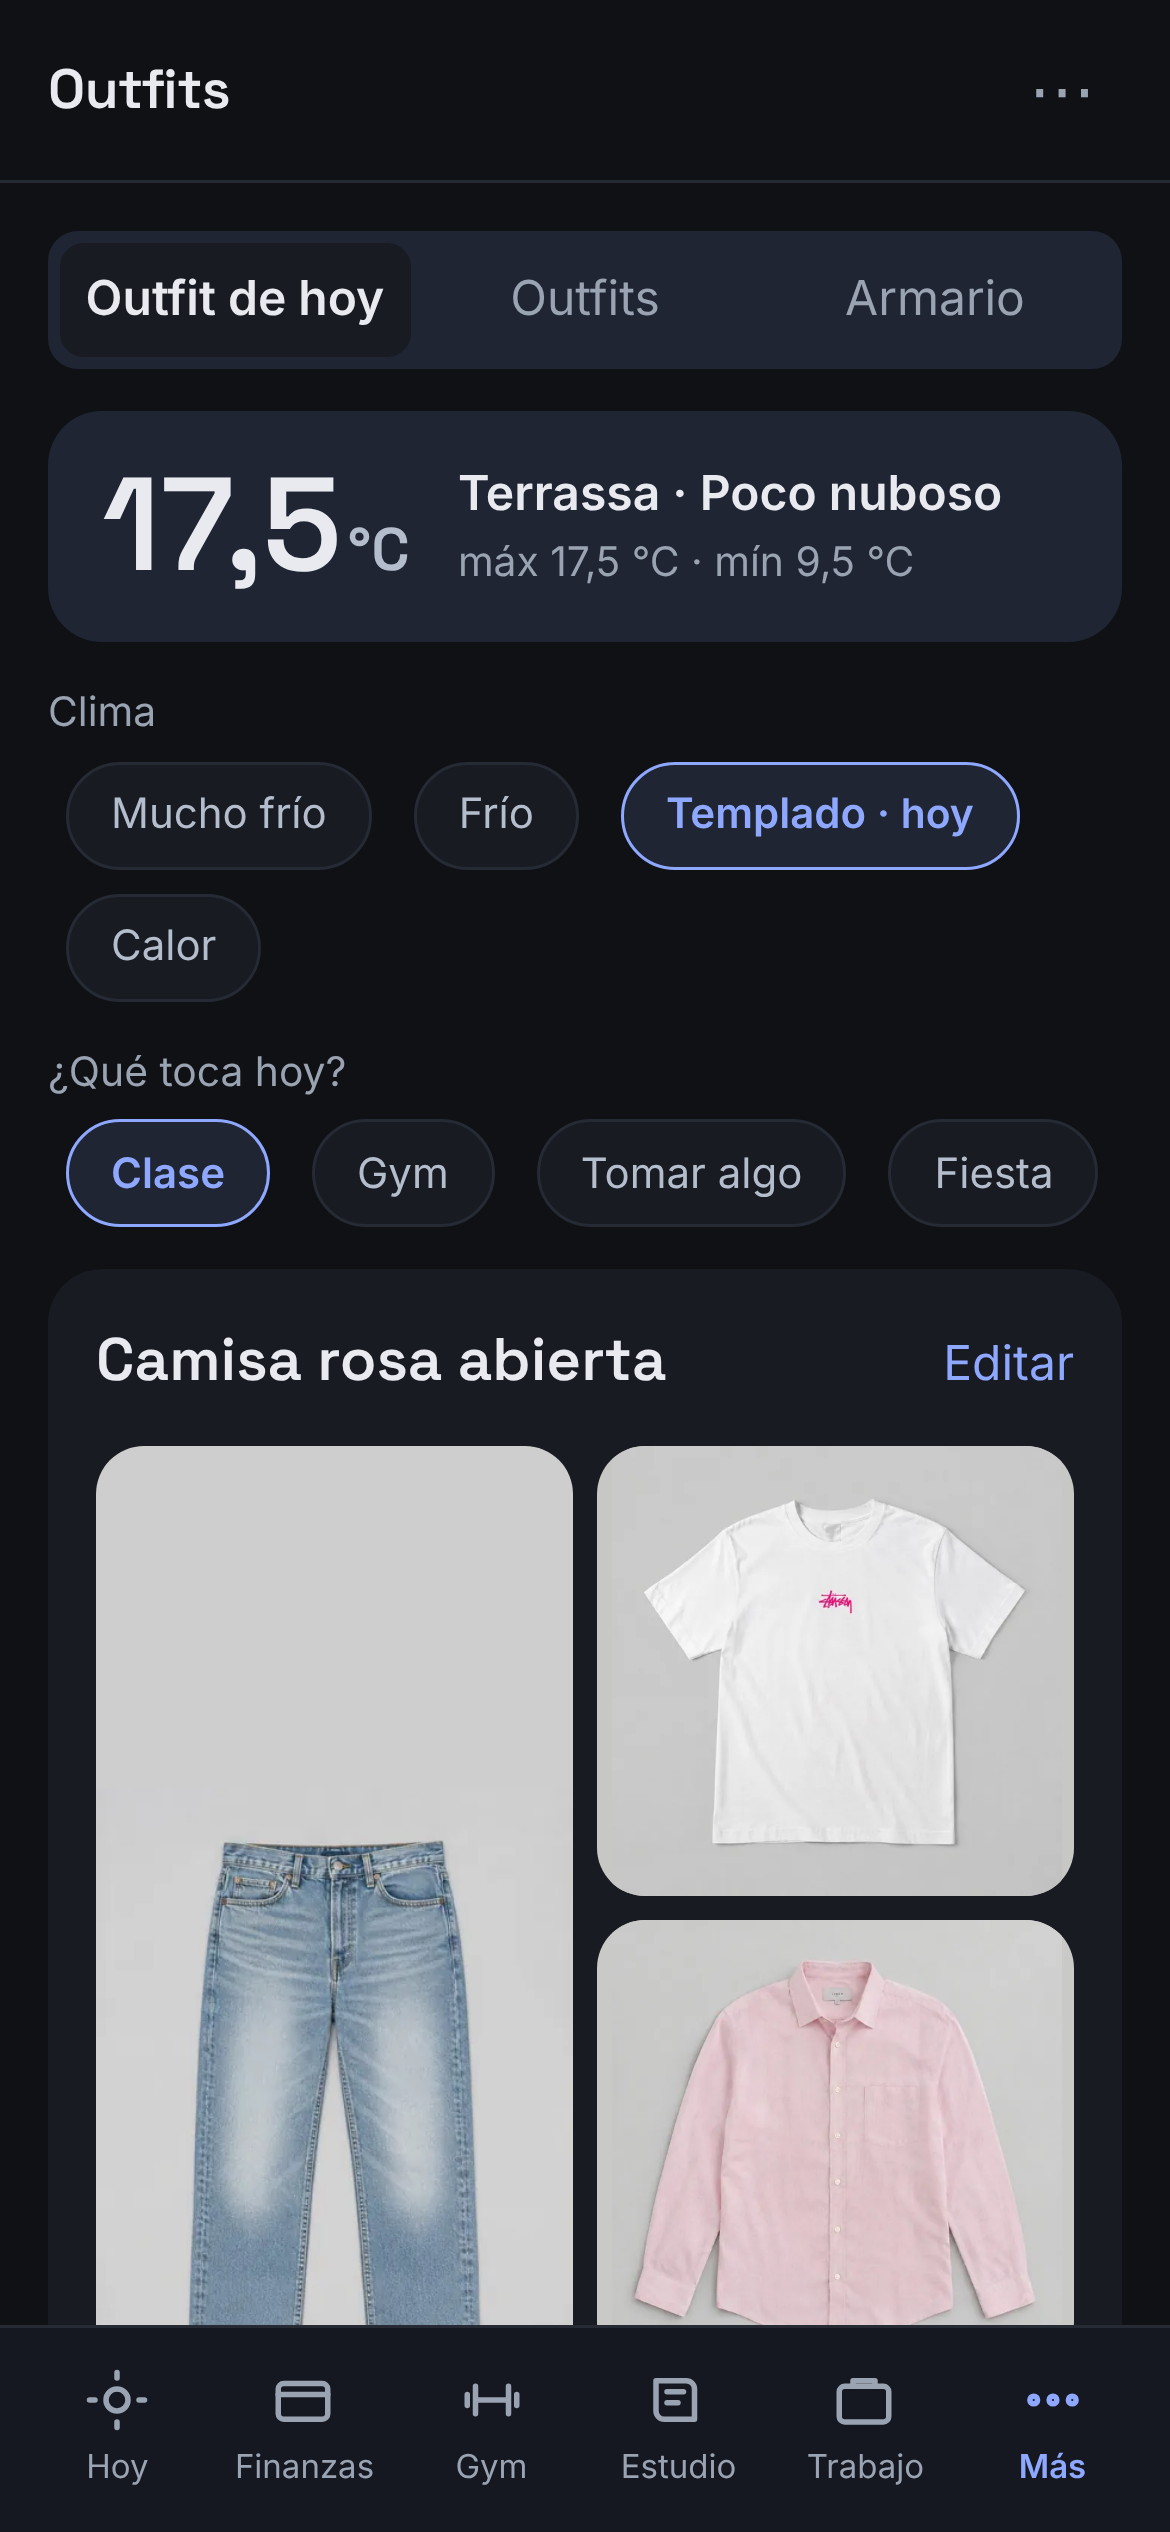 Outfits
Outfit de hoy
Outfits
Armario
17,5 °C
Terrassa · Poco nuboso
máx 17,5 °C · mín 9,5 °C
Clima
Mucho frío
Frío
Templado · hoy
Calor
¿Qué toca hoy?
Clase
Gym
Tomar algo
Fiesta
Camisa rosa abierta
Editar
Hoy
Finanzas
Gym
Estudio
Trabajo
Más